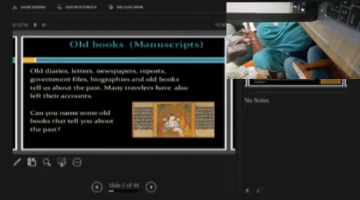 Old books (Manuscripts)
Old diaries, letters, newspapers, reports,
government files, biographies and old books
tell us about the past. Many travelers have also
left their accounts.
Can you name some old
books that tell you about
the past?
No Notes.
Slide 7 of 44